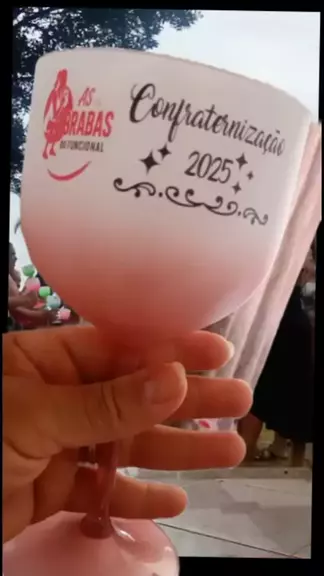 AS
BRABAS
DO FUNCIONAL
Confraternização
2025